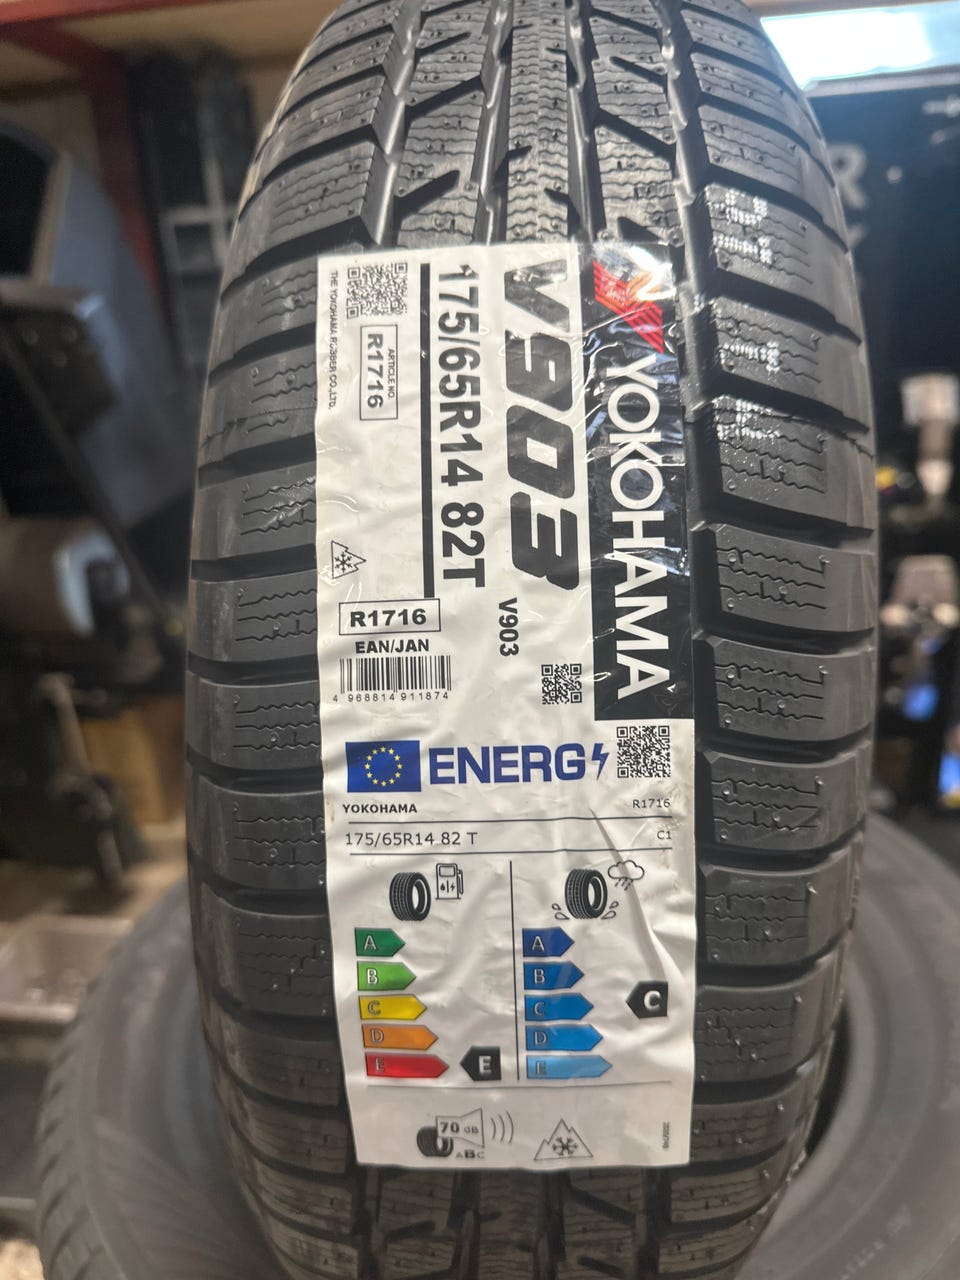 YOKOHAMA
V903
175/65R14 82T
V903
ARTICLE NO.
R1716
THE YOKOHAMA RUBBER CO.,LTD.
R1716
EAN/JAN
4 968814 911874
ENERG
YOKOHAMA
R1716
175/65R14 82 T
C1
A
B
C
D
E
E
A
B
C
D
E
C
70 dB
ABC